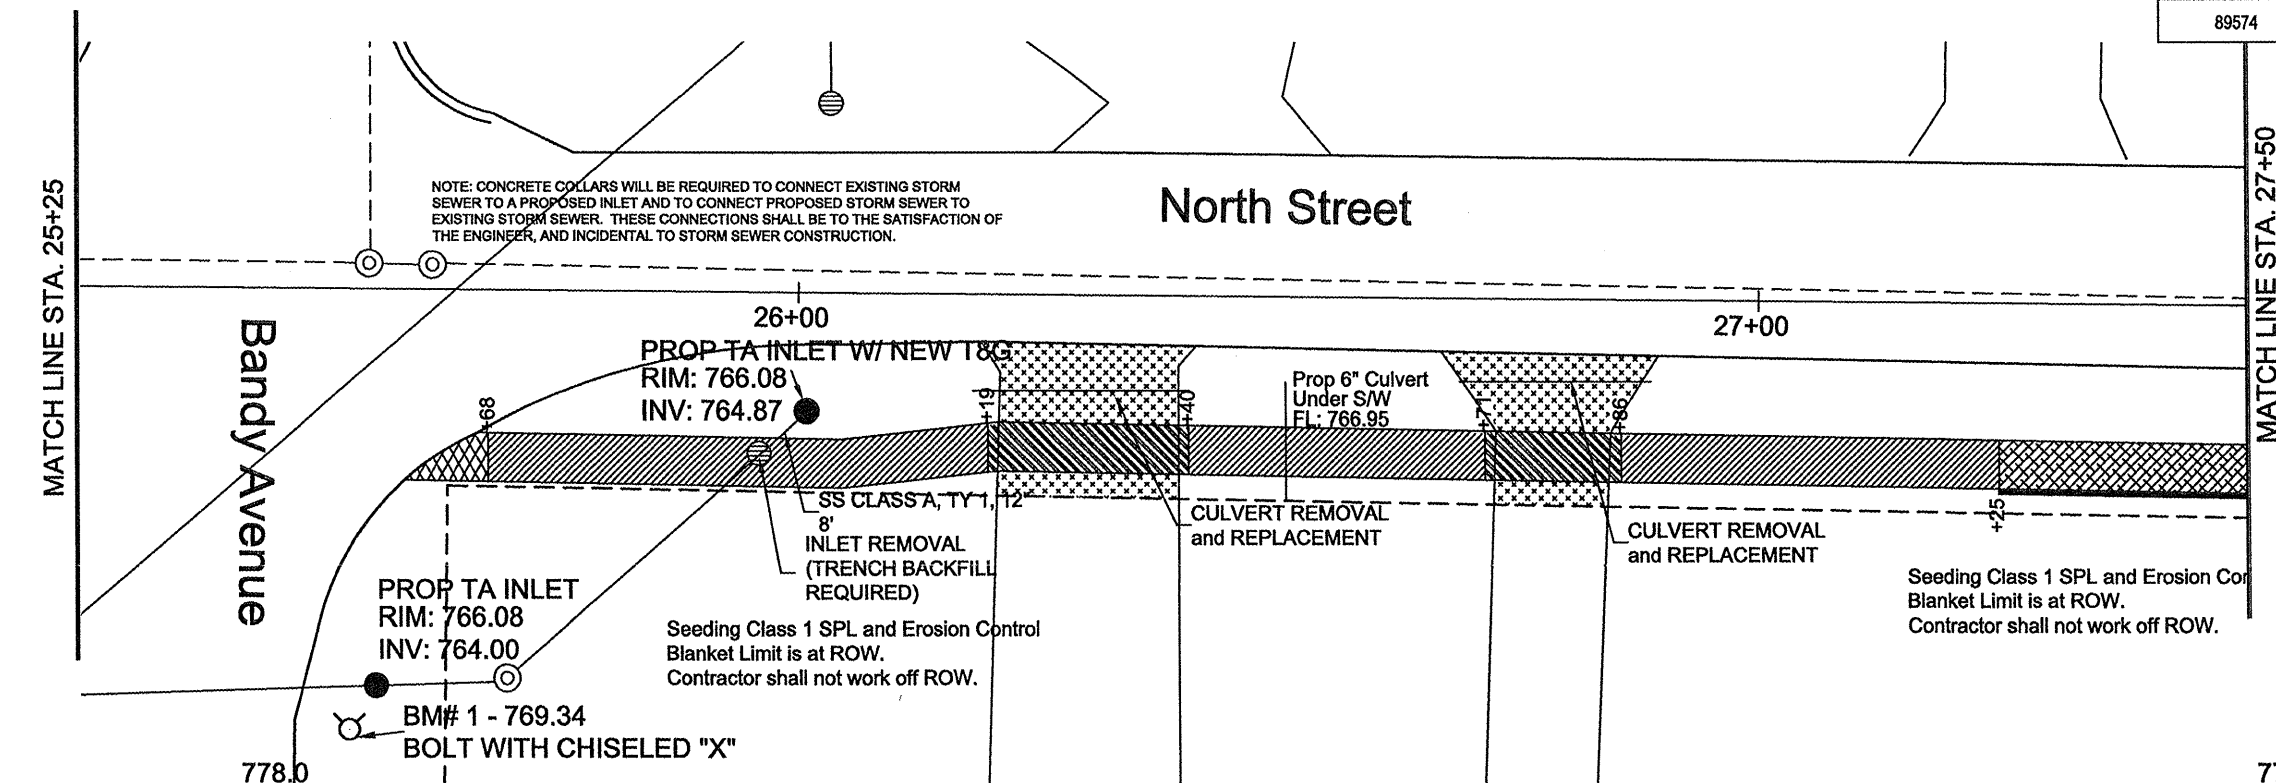 89574
MATCH LINE STA. 25+25
NOTE: CONCRETE COLLARS WILL BE REQUIRED TO CONNECT EXISTING STORM
SEWER TO A PROPOSED INLET AND TO CONNECT PROPOSED STORM SEWER TO
EXISTING STORM SEWER. THESE CONNECTIONS SHALL BE TO THE SATISFACTION OF
THE ENGINEER, AND INCIDENTAL TO STORM SEWER CONSTRUCTION.
North Street
MATCH LINE STA. 27+50
26+00
27+00
Bandy Avenue
PROP TA INLET W/ NEW T&G
RIM: 766.08
INV: 764.87
+68
+19
+40
Prop 6" Culvert
Under S/W
FL: 766.95
+71
+86
SS CLASS A, TY 1, 12"
8'
INLET REMOVAL
(TRENCH BACKFILL
REQUIRED)
CULVERT REMOVAL
and REPLACEMENT
CULVERT REMOVAL
and REPLACEMENT
+25
PROP TA INLET
RIM: 766.08
INV: 764.00
Seeding Class 1 SPL and Erosion Control
Blanket Limit is at ROW.
Contractor shall not work off ROW.
Seeding Class 1 SPL and Erosion Con
Blanket Limit is at ROW.
Contractor shall not work off ROW.
BM# 1 - 769.34
BOLT WITH CHISELED "X"
778.0